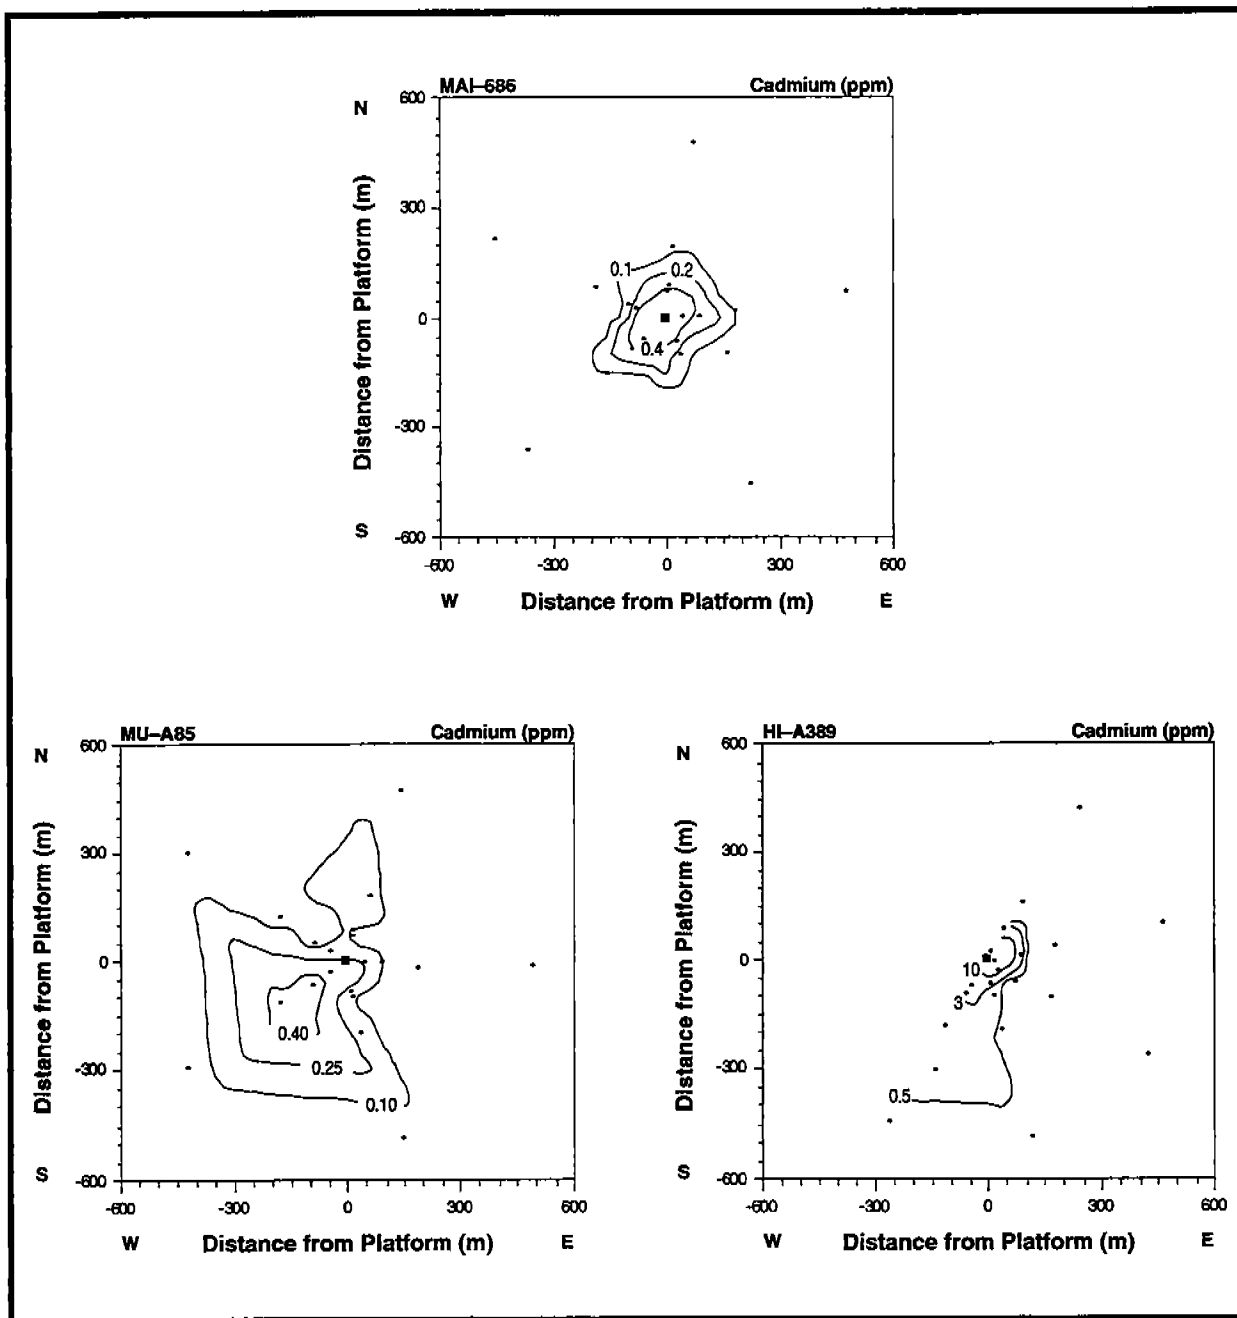 MAI-686 Cadmium (ppm)
N
600
300
0
-300
-600
Distance from Platform (m)
S
0.1
0.2
0.4
-600 -300 0 300 600
W Distance from Platform (m) E
MU-A85 Cadmium (ppm)
N
600
300
0
-300
-600
Distance from Platform (m)
S
0.40
0.25
0.10
-600 -300 0 300 600
W Distance from Platform (m) E
HI-A389 Cadmium (ppm)
N
600
300
0
-300
-600
Distance from Platform (m)
S
10
3
0.5
-600 -300 0 300 600
W Distance from Platform (m) E